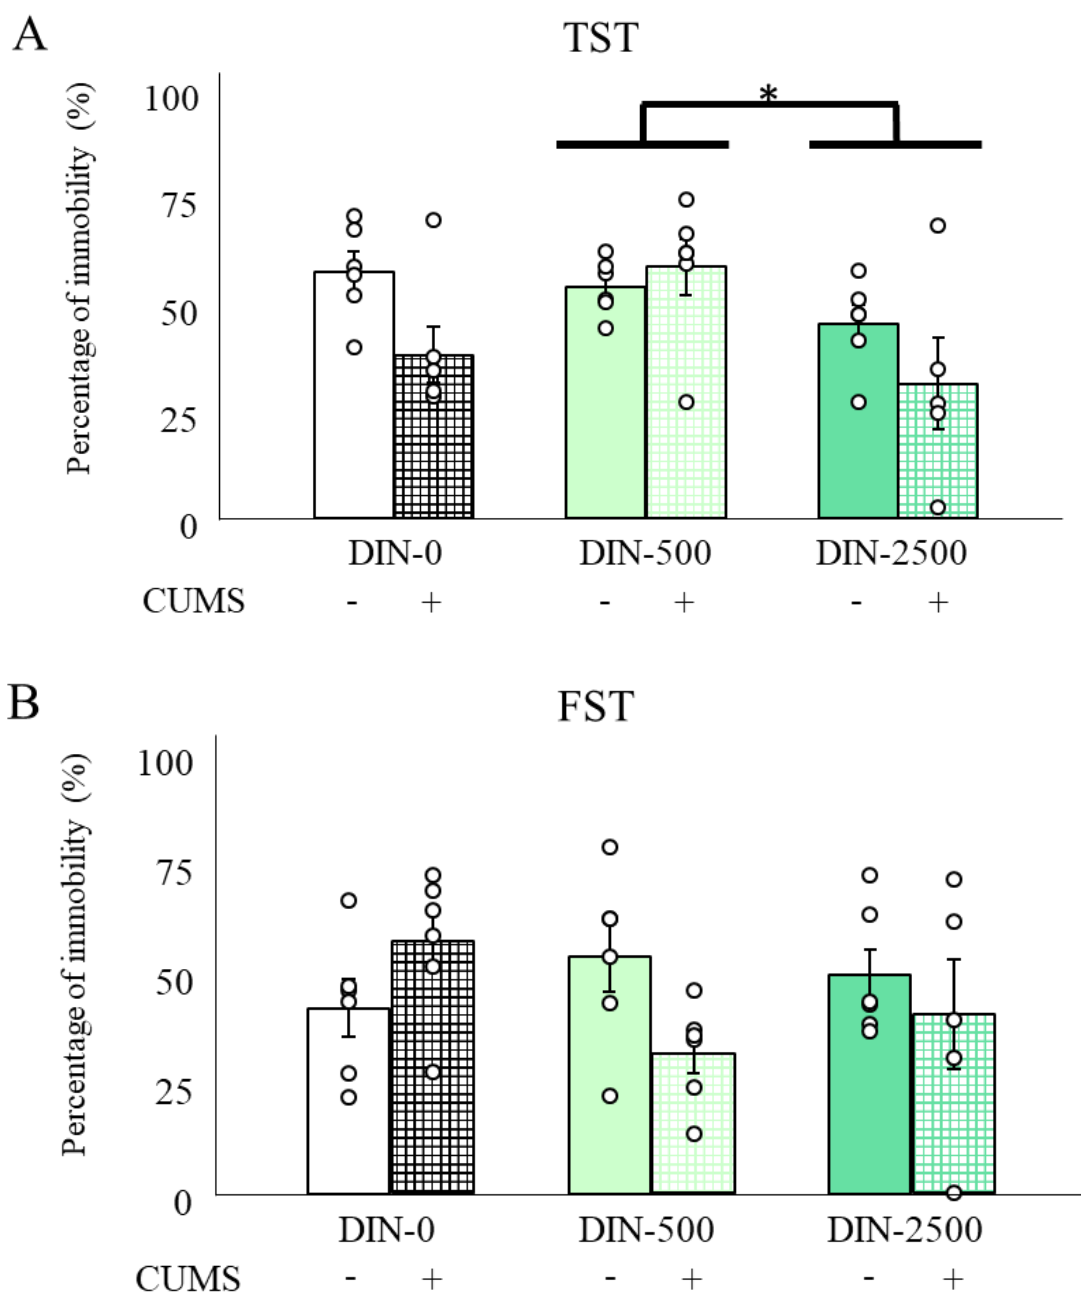 A
TST
Percentage of immobility (%)
100
75
50
25
0
*
DIN-0 DIN-500 DIN-2500
CUMS - + - + - +
B
FST
Percentage of immobility (%)
100
75
50
25
0
DIN-0 DIN-500 DIN-2500
CUMS - + - + - +